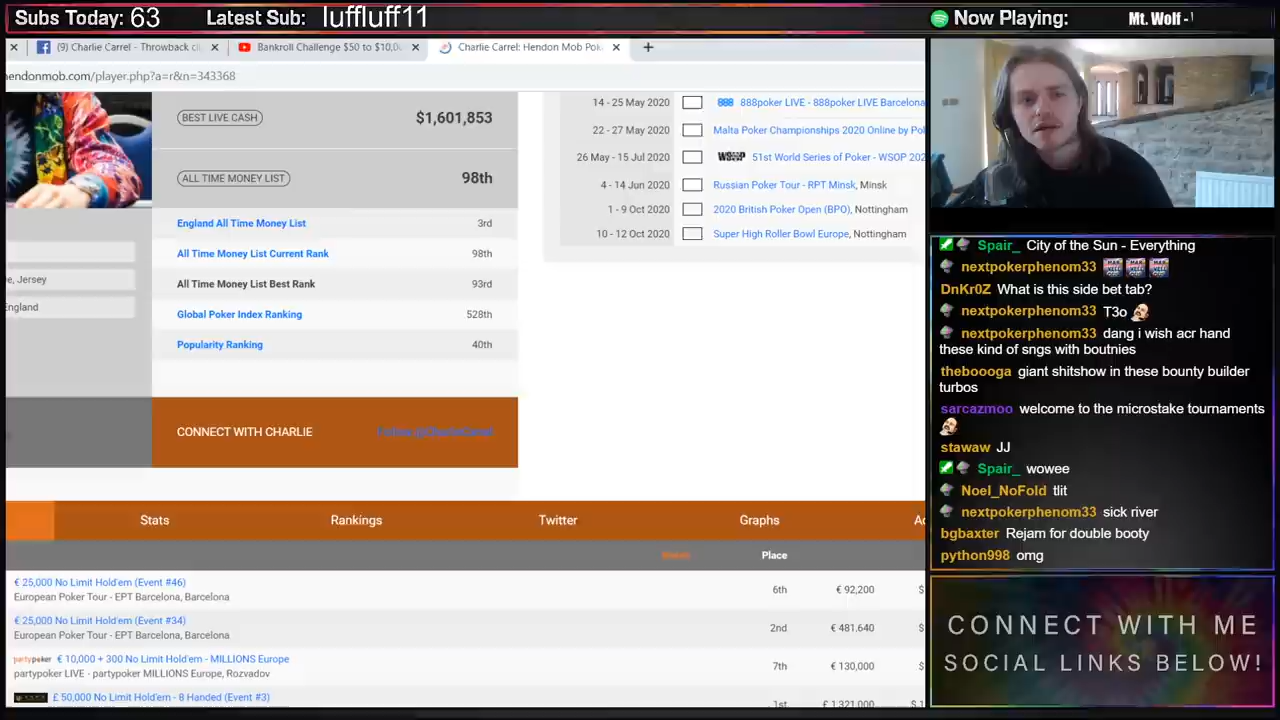 Subs Today: 63
Latest Sub: luffluff11
Now Playing:
Mt. Wolf -
(9) Charlie Carrel - Throwback cli
Bankroll Challenge $50 to $10,00
Charlie Carrel: Hendon Mob Pok
hendonmob.com/player.php?a=r&n=343368
BEST LIVE CASH
$1,601,853
ALL TIME MONEY LIST
98th
England All Time Money List
3rd
All Time Money List Current Rank
98th
All Time Money List Best Rank
93rd
Global Poker Index Ranking
528th
Popularity Ranking
40th
e, Jersey
England
CONNECT WITH CHARLIE
14 - 25 May 2020
888
888poker LIVE - 888poker LIVE Barcelona
22 - 27 May 2020
Malta Poker Championships 2020 Online by Pol
26 May - 15 Jul 2020
WSOP
51st World Series of Poker - WSOP 202
4 - 14 Jun 2020
Russian Poker Tour - RPT Minsk, Minsk
1 - 9 Oct 2020
2020 British Poker Open (BPO), Nottingham
10 - 12 Oct 2020
Super High Roller Bowl Europe, Nottingham
Stats
Rankings
Twitter
Graphs
Place
€ 25,000 No Limit Hold'em (Event #46)
European Poker Tour - EPT Barcelona, Barcelona
6th
€ 92,200
$
€ 25,000 No Limit Hold'em (Event #34)
European Poker Tour - EPT Barcelona, Barcelona
2nd
€ 481,640
$
partypoker
€ 10,000 + 300 No Limit Hold'em - MILLIONS Europe
partypoker LIVE - partypoker MILLIONS Europe, Rozvadov
7th
€ 130,000
$
£ 50,000 No Limit Hold'em - 8 Handed (Event #3)
1st
£ 1,321,000
$
Spair_ City of the Sun - Everything
nextpokerphenom33
DnKr0Z What is this side bet tab?
nextpokerphenom33 T3o
nextpokerphenom33 dang i wish acr hand
these kind of sngs with boutnies
theboooga giant shitshow in these bounty builder
turbos
sarcazmoo welcome to the microstake tournaments
stawaw JJ
Spair_ wowee
Noel_NoFold tlit
nextpokerphenom33 sick river
bgbaxter Rejam for double booty
python998 omg
CONNECT WITH ME
SOCIAL LINKS BELOW!